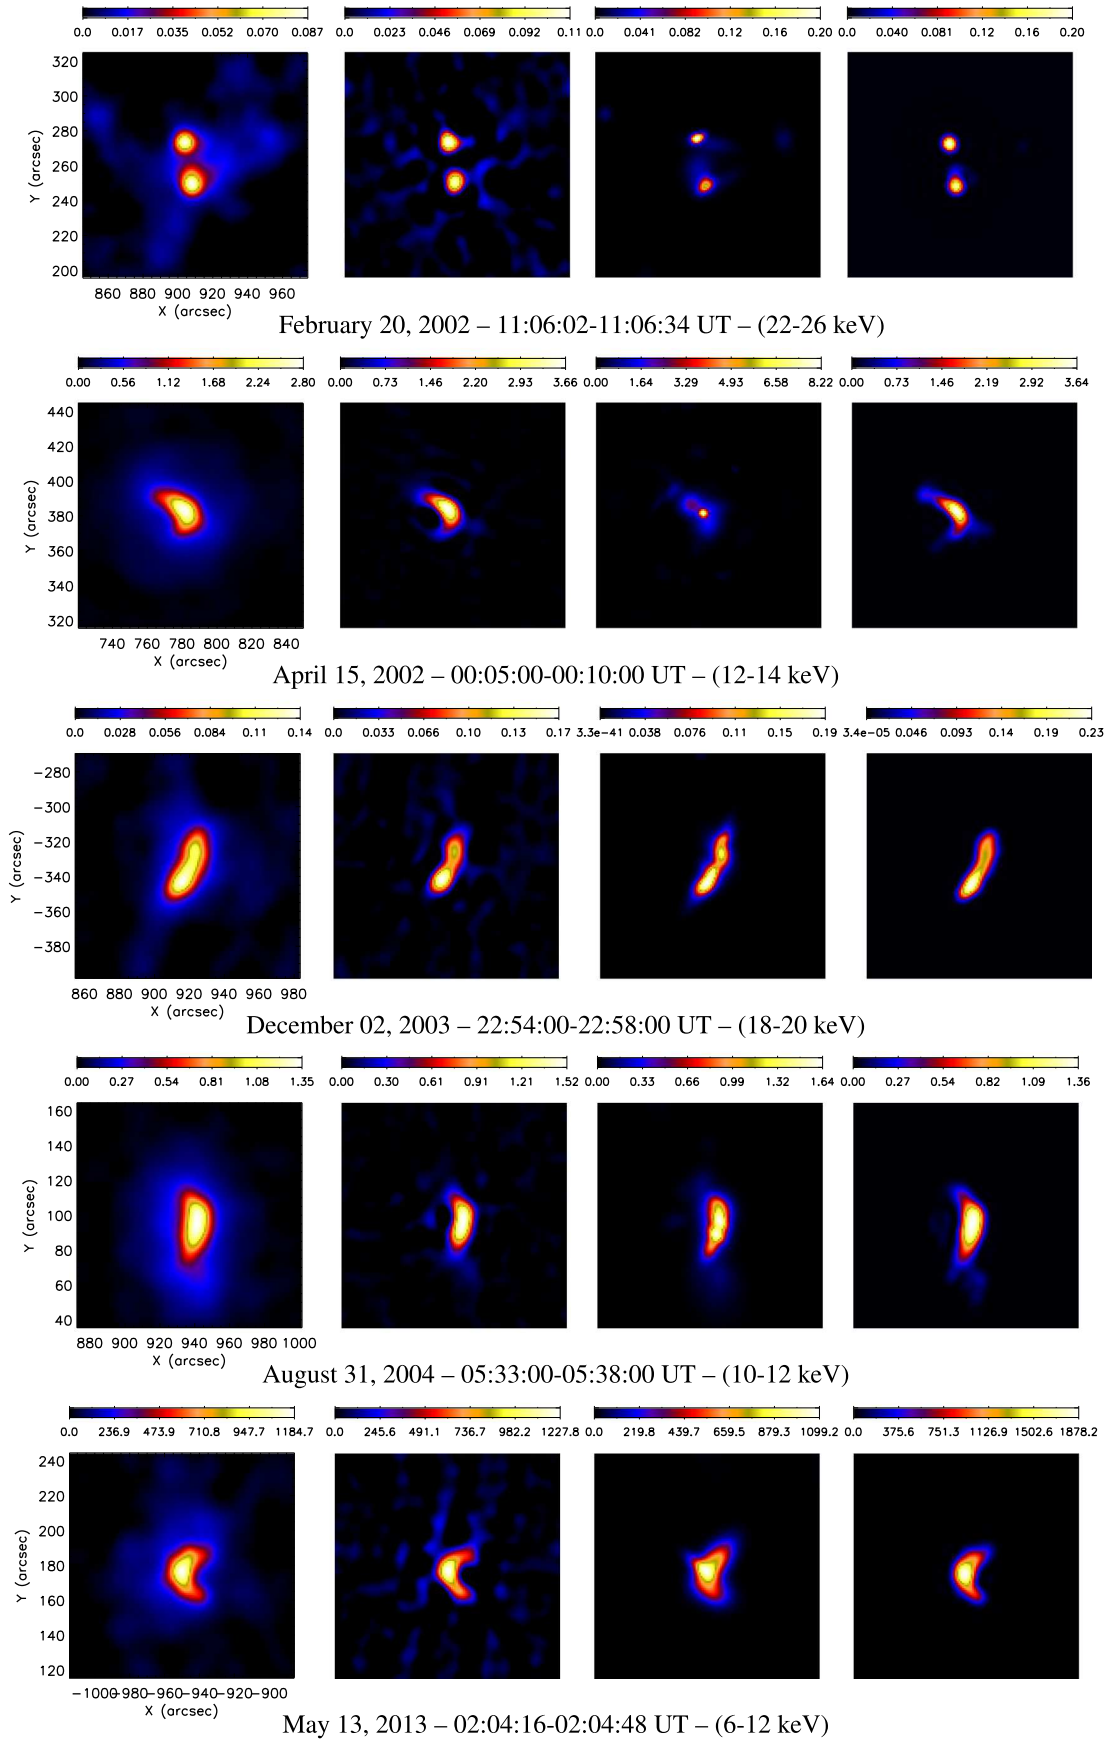 0.0 0.017 0.035 0.052 0.070 0.087 0.0 0.023 0.046 0.069 0.092 0.11 0.0 0.041 0.082 0.12 0.16 0.20 0.0 0.040 0.081 0.12 0.16 0.20
320
300
280
260
240
220
200
Y (arcsec)
860 880 900 920 940 960
X (arcsec)
February 20, 2002 – 11:06:02-11:06:34 UT – (22-26 keV)
0.00 0.56 1.12 1.68 2.24 2.80 0.00 0.73 1.46 2.20 2.93 3.66 0.00 1.64 3.29 4.93 6.58 8.22 0.00 0.73 1.46 2.19 2.92 3.64
440
420
400
380
360
340
320
Y (arcsec)
740 760 780 800 820 840
X (arcsec)
April 15, 2002 – 00:05:00-00:10:00 UT – (12-14 keV)
0.0 0.028 0.056 0.084 0.11 0.14 0.0 0.033 0.066 0.10 0.13 0.17 3.3e−41 0.038 0.076 0.11 0.15 0.19 3.4e−05 0.046 0.093 0.14 0.19 0.23
−280
−300
−320
−340
−360
−380
Y (arcsec)
860 880 900 920 940 960 980
X (arcsec)
December 02, 2003 – 22:54:00-22:58:00 UT – (18-20 keV)
0.00 0.27 0.54 0.81 1.08 1.35 0.00 0.30 0.61 0.91 1.21 1.52 0.00 0.33 0.66 0.99 1.32 1.64 0.00 0.27 0.54 0.82 1.09 1.36
160
140
120
100
80
60
40
Y (arcsec)
880 900 920 940 960 980 1000
X (arcsec)
August 31, 2004 – 05:33:00-05:38:00 UT – (10-12 keV)
0.0 236.9 473.9 710.8 947.7 1184.7 0.0 245.6 491.1 736.7 982.2 1227.8 0.0 219.8 439.7 659.5 879.3 1099.2 0.0 375.6 751.3 1126.9 1502.6 1878.2
240
220
200
180
160
140
120
Y (arcsec)
−1000−980−960−940−920−900
X (arcsec)
May 13, 2013 – 02:04:16-02:04:48 UT – (6-12 keV)